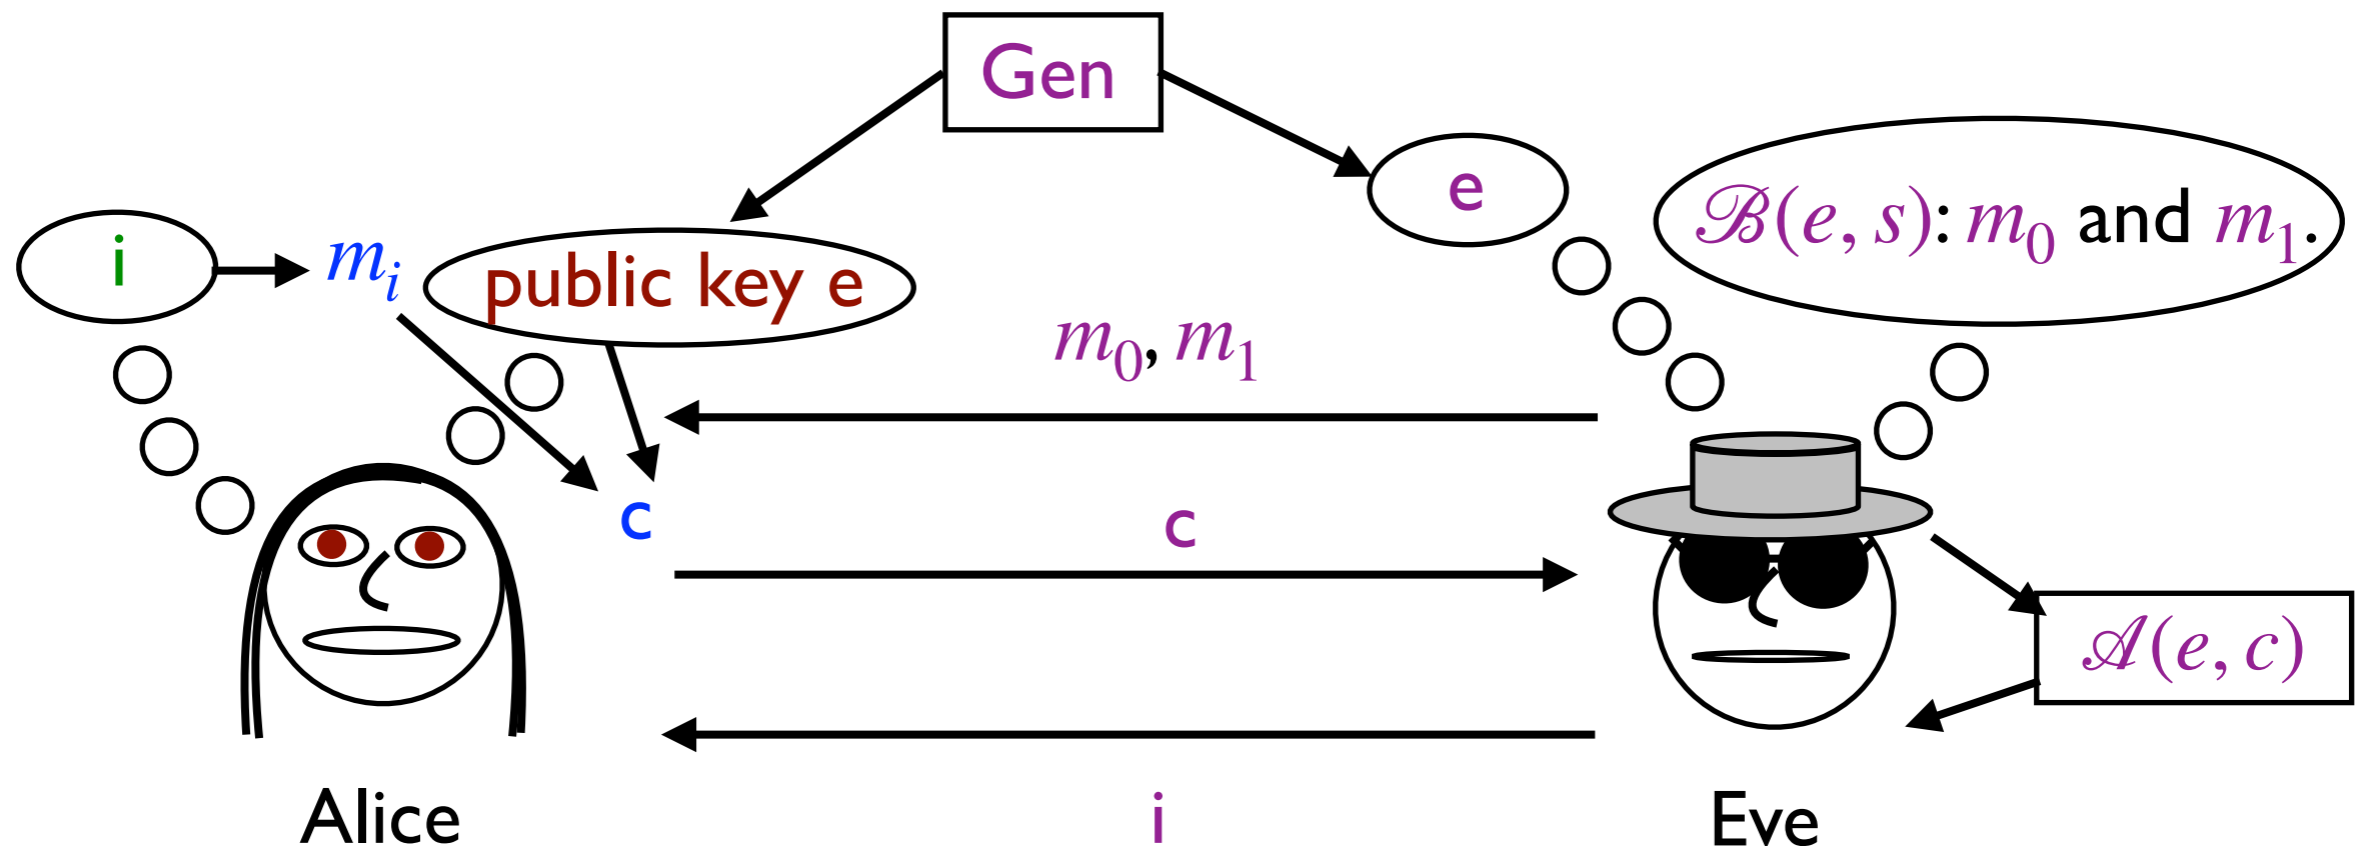 Gen
e
ℬ(e, s): m₀ and m₁.
i
mᵢ
public key e
m₀, m₁
c
c
𝒜(e, c)
Alice
i
Eve